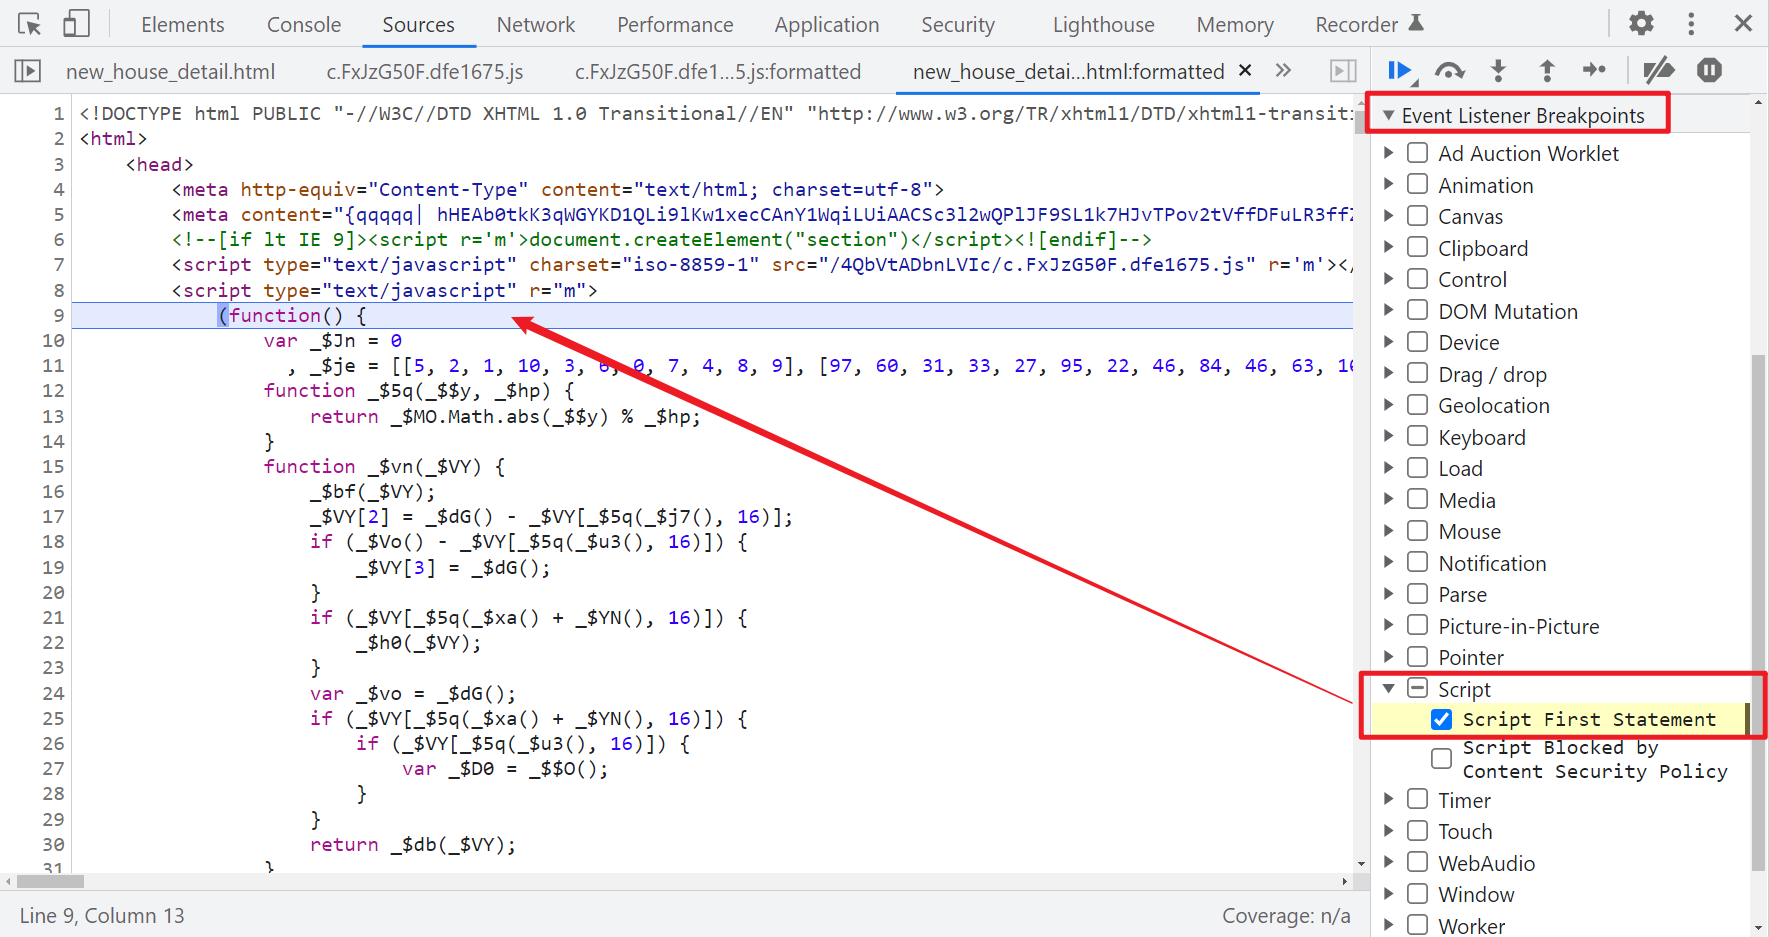 Elements Console Sources Network Performance Application Security Lighthouse Memory Recorder
new_house_detail.html c.FxJzG50F.dfe1675.js c.FxJzG50F.dfe1...5.js:formatted new_house_detai...html:formatted
1 <!DOCTYPE html PUBLIC "-//W3C//DTD XHTML 1.0 Transitional//EN" "http://www.w3.org/TR/xhtml1/DTD/xhtml1-transiti
2 <html>
3 <head>
4 <meta http-equiv="Content-Type" content="text/html; charset=utf-8">
5 <meta content="{qqqqq| hHEAb0tkK3qWGYKD1QLi9lKw1xecCAnY1WqiLUiAACSc3l2wQPlJF9SL1k7HJvTPov2tVffDFuLR3ffZ
6 <!--[if lt IE 9]><script r='m'>document.createElement("section")</script><![endif]-->
7 <script type="text/javascript" charset="iso-8859-1" src="/4QbVtADbnLVIc/c.FxJzG50F.dfe1675.js" r='m'></
8 <script type="text/javascript" r="m">
9 (function() {
10 var _$Jn = 0
11 , _$je = [[5, 2, 1, 10, 3, 6, 0, 7, 4, 8, 9], [97, 60, 31, 33, 27, 95, 22, 46, 84, 46, 63, 10
12 function _$5q(_$$y, _$hp) {
13 return _$MO.Math.abs(_$$y) % _$hp;
14 }
15 function _$vn(_$VY) {
16 _$bf(_$VY);
17 _$VY[2] = _$dG() - _$VY[_$5q(_$j7(), 16)];
18 if (_$Vo() - _$VY[_$5q(_$u3(), 16)]) {
19 _$VY[3] = _$dG();
20 }
21 if (_$VY[_$5q(_$xa() + _$YN(), 16)]) {
22 _$h0(_$VY);
23 }
24 var _$vo = _$dG();
25 if (_$VY[_$5q(_$xa() + _$YN(), 16)]) {
26 if (_$VY[_$5q(_$u3(), 16)]) {
27 var _$D0 = _$$O();
28 }
29 }
30 return _$db(_$VY);
31 }
Line 9, Column 13
Coverage: n/a
Event Listener Breakpoints
Ad Auction Worklet
Animation
Canvas
Clipboard
Control
DOM Mutation
Device
Drag / drop
Geolocation
Keyboard
Load
Media
Mouse
Notification
Parse
Picture-in-Picture
Pointer
Script
Script First Statement
Script Blocked by
Content Security Policy
Timer
Touch
WebAudio
Window
Worker